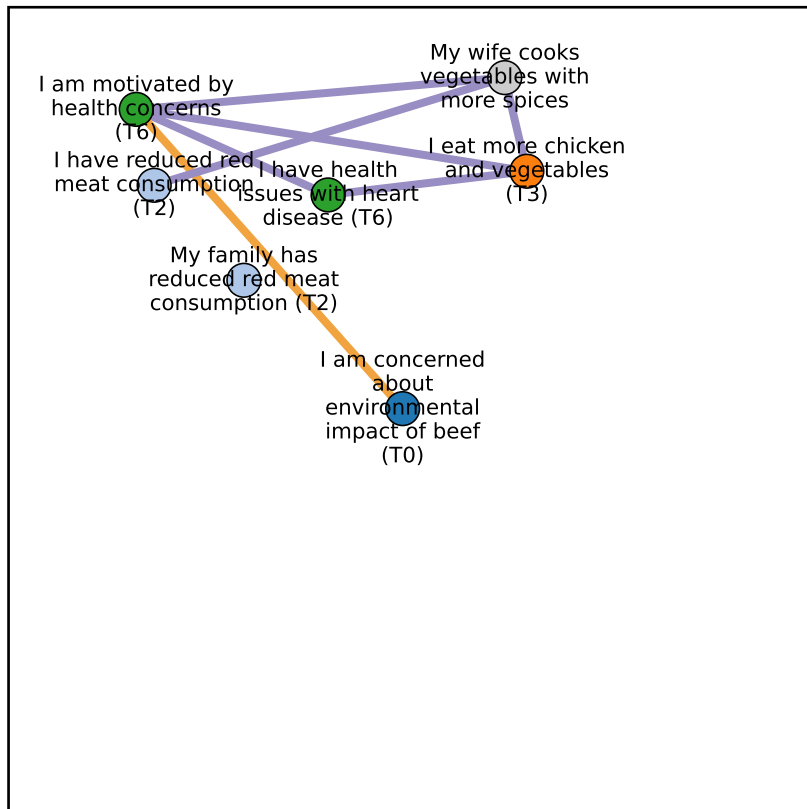 My wife cooks
vegetables with
more spices
I am motivated by
health concerns
(T6)
I eat more chicken
and vegetables
(T3)
I have reduced red
meat consumption
(T2)
I have health
issues with heart
disease (T6)
My family has
reduced red meat
consumption (T2)
I am concerned
about
environmental
impact of beef
(T0)